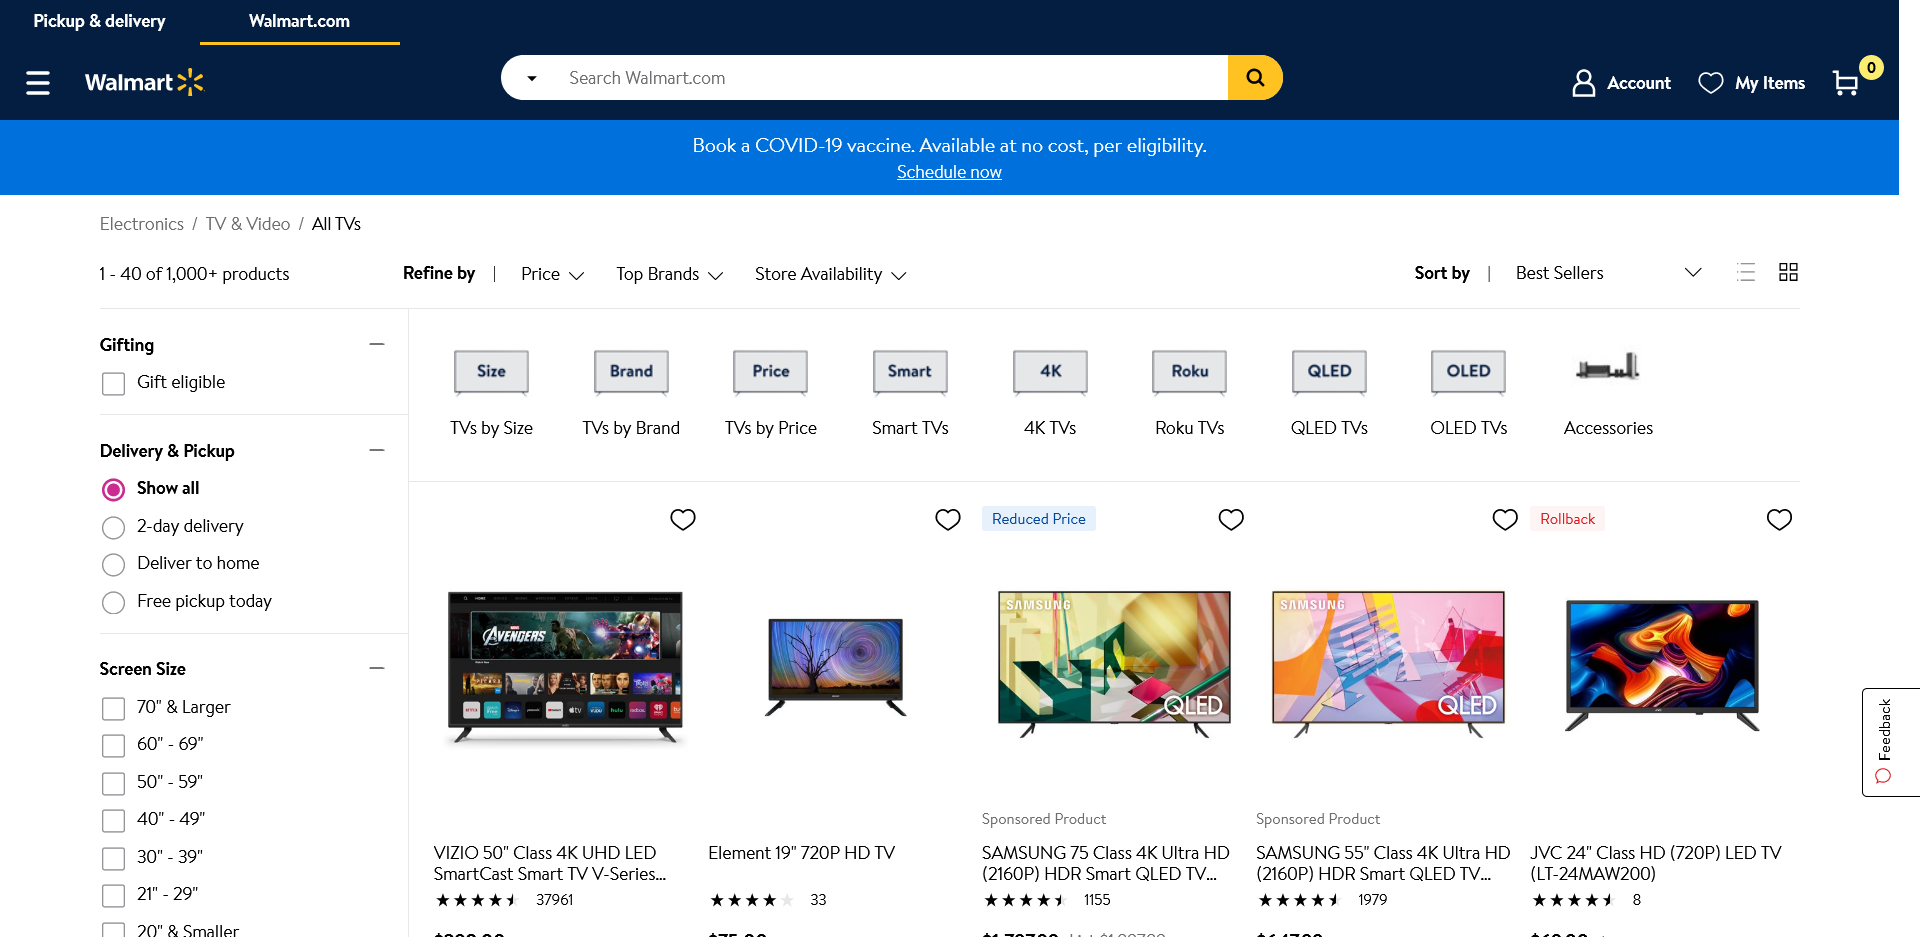 Pickup & delivery
Walmart.com
Walmart
Search Walmart.com
Account
My Items
0
Book a COVID-19 vaccine. Available at no cost, per eligibility.
Schedule now
Electronics / TV & Video / All TVs
1 - 40 of 1,000+ products
Refine by | Price Top Brands Store Availability
Sort by | Best Sellers
Gifting
Gift eligible
Delivery & Pickup
Show all
2-day delivery
Deliver to home
Free pickup today
Screen Size
70" & Larger
60" - 69"
50" - 59"
40" - 49"
30" - 39"
21" - 29"
20" & Smaller
Size
Brand
Price
Smart
4K
Roku
QLED
OLED
TVs by Size
TVs by Brand
TVs by Price
Smart TVs
4K TVs
Roku TVs
QLED TVs
OLED TVs
Accessories
AVENGERS
VIZIO 50" Class 4K UHD LED
SmartCast Smart TV V-Series...
37961
Element 19" 720P HD TV
33
Reduced Price
SAMSUNG
QLED
Sponsored Product
SAMSUNG 75 Class 4K Ultra HD
(2160P) HDR Smart QLED TV...
1155
SAMSUNG
QLED
Sponsored Product
SAMSUNG 55" Class 4K Ultra HD
(2160P) HDR Smart QLED TV...
1979
Rollback
JVC 24" Class HD (720P) LED TV
(LT-24MAW200)
8
Feedback